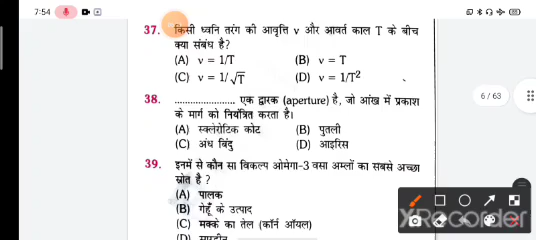 7:54
37. किसी ध्वनि तरंग की आवृत्ति v और आवर्त काल T के बीच
क्या संबंध है?
(A) v = 1/T (B) v = T
(C) v = 1/√T (D) v = 1/T²
38. ..................... एक द्वारक (aperture) है, जो आंख में प्रकाश
के मार्ग को नियंत्रित करता है।
(A) स्क्लेरोटिक कोट (B) पुतली
(C) अंध बिंदु (D) आइरिस
6 / 63
39. इनमें से कौन सा विकल्प ओमेगा-3 वसा अम्लों का सबसे अच्छा
स्रोत है ?
(A) पालक
(B) गेहूँ के उत्पाद
(C) मक्के का तेल (कॉर्न ऑयल)
(D) सारडीन
XRecorder